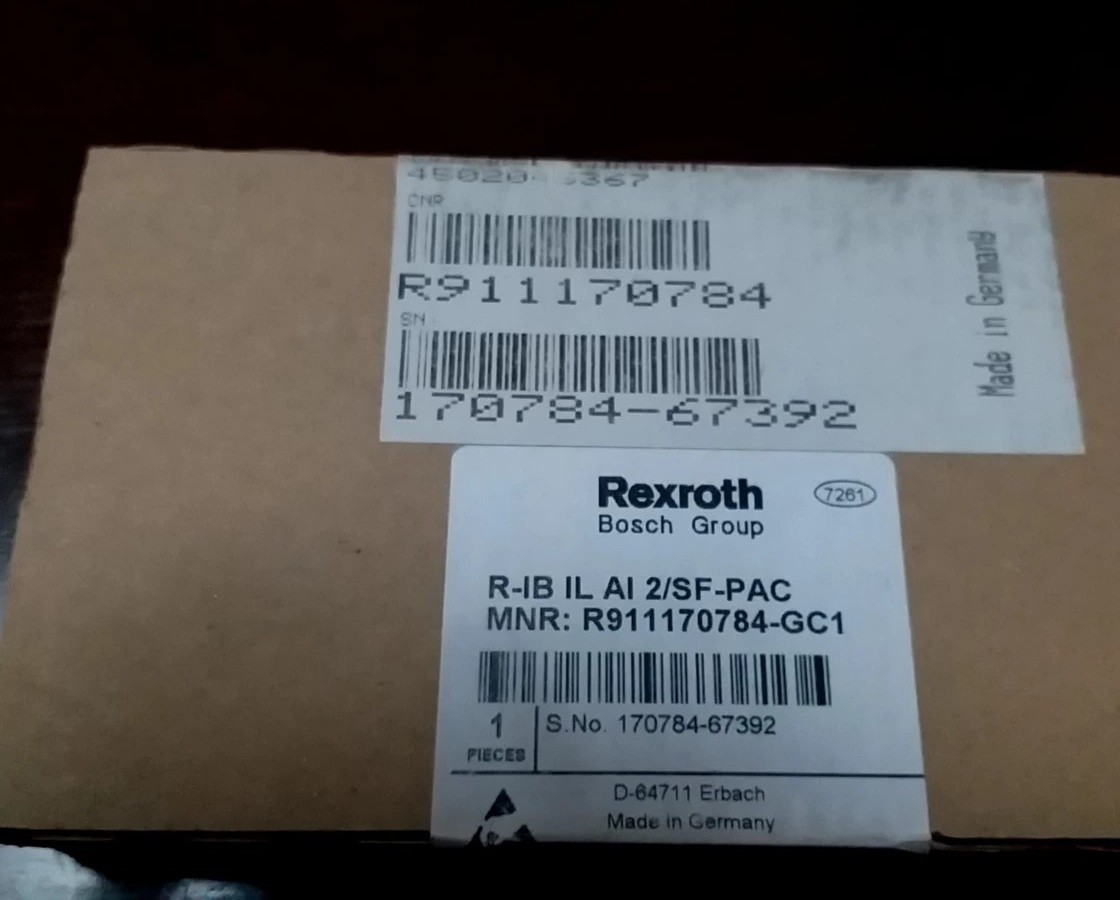 CNR
R911170784
SN
170784-67392
Made in Germany
Rexroth
7261
Bosch Group
R-IB IL AI 2/SF-PAC
MNR: R911170784-GC1
1
PIECES
S.No. 170784-67392
D-64711 Erbach
Made in Germany